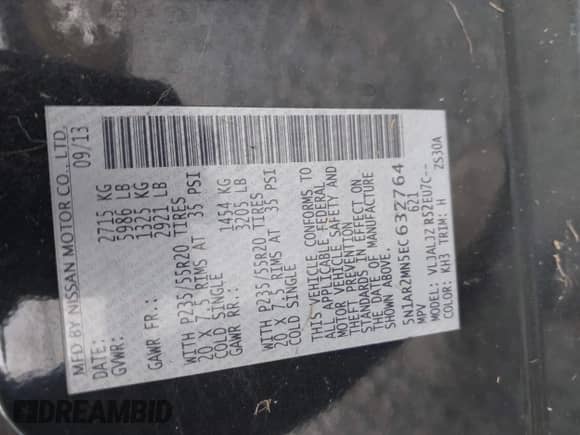 MFD BY NISSAN MOTOR CO., LTD.
DATE: 09/13
GVWR: 2715 KG
5986 LB
GAWR FR.: 1325 KG
2921 LB
WITH P235/55R20 TIRES
20 X 7.5 RIMS AT 35 PSI
COLD SINGLE
GAWR RR.: 1454 KG
3205 LB
WITH P235/55R20 TIRES
20 X 7.5 RIMS AT 35 PSI
COLD SINGLE
THIS VEHICLE CONFORMS TO
ALL APPLICABLE FEDERAL
MOTOR VEHICLE SAFETY AND
THEFT PREVENTION
STANDARDS IN EFFECT ON
THE DATE OF MANUFACTURE
SHOWN ABOVE.
5N1AR2MN5EC632764
MPV 621
MODEL: VL3ALJZ B52EU7C--
COLOR: KH3 TRIM: H ZS30A
DREAMBID